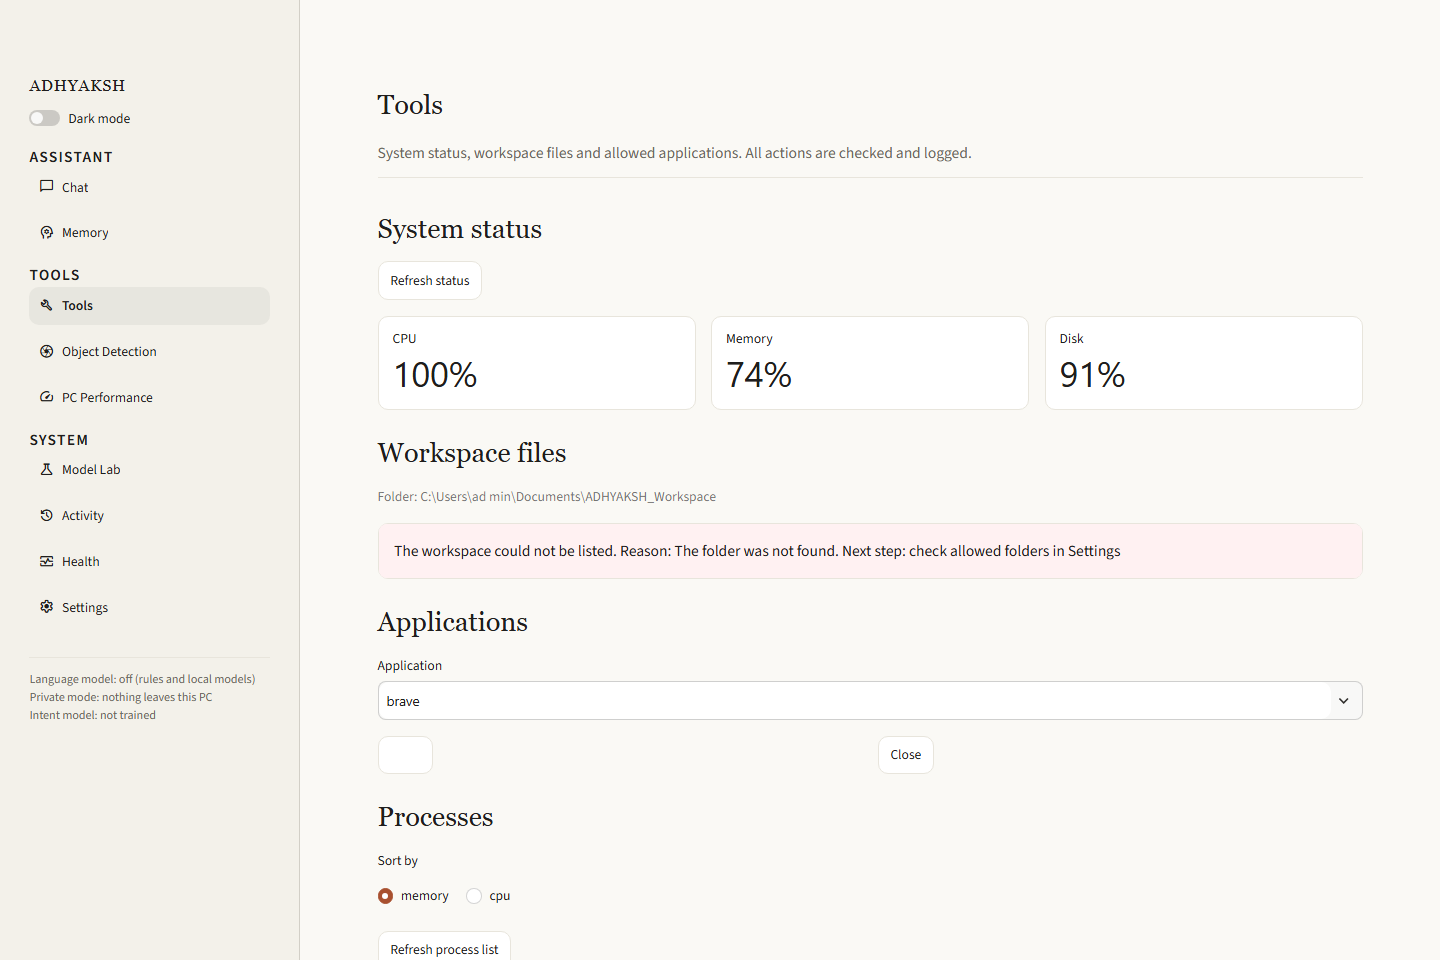 ADHYAKSH
Dark mode
ASSISTANT
Chat
Memory
TOOLS
Tools
Object Detection
PC Performance
SYSTEM
Model Lab
Activity
Health
Settings
Language model: off (rules and local models)
Private mode: nothing leaves this PC
Intent model: not trained
Tools
System status, workspace files and allowed applications. All actions are checked and logged.
System status
Refresh status
CPU
100%
Memory
74%
Disk
91%
Workspace files
Folder: C:\Users\ad min\Documents\ADHYAKSH_Workspace
The workspace could not be listed. Reason: The folder was not found. Next step: check allowed folders in Settings
Applications
Application
brave
Close
Processes
Sort by
memory
cpu
Refresh process list